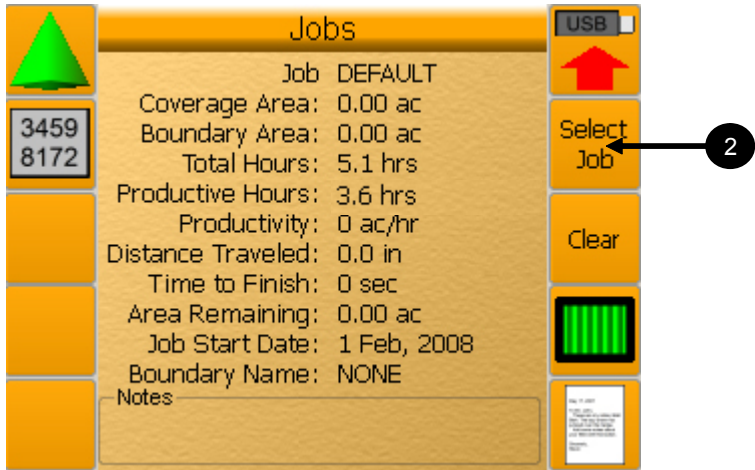 Jobs
USB
3459
8172
Select
Job
2
Clear
Job DEFAULT
Coverage Area: 0.00 ac
Boundary Area: 0.00 ac
Total Hours: 5.1 hrs
Productive Hours: 3.6 hrs
Productivity: 0 ac/hr
Distance Traveled: 0.0 in
Time to Finish: 0 sec
Area Remaining: 0.00 ac
Job Start Date: 1 Feb, 2008
Boundary Name: NONE
Notes